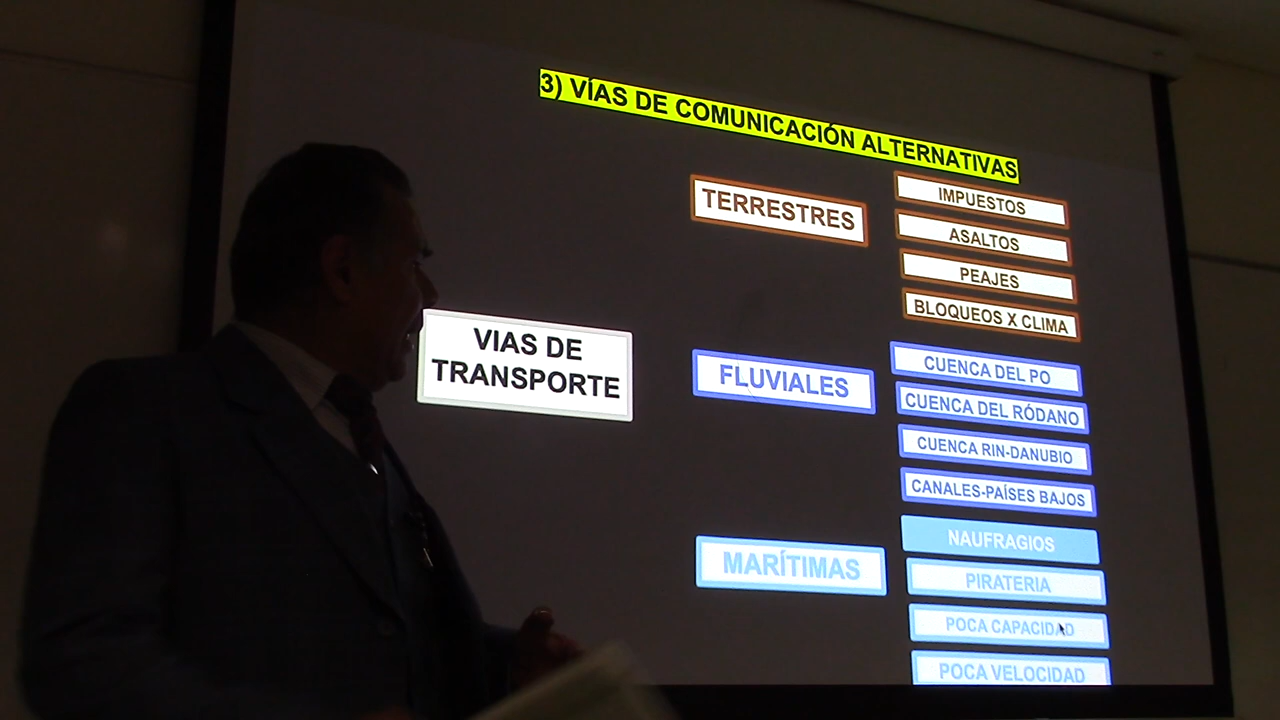 3) VÍAS DE COMUNICACIÓN ALTERNATIVAS
VIAS DE
TRANSPORTE
TERRESTRES
IMPUESTOS
ASALTOS
PEAJES
BLOQUEOS X CLIMA
FLUVIALES
CUENCA DEL PO
CUENCA DEL RÓDANO
CUENCA RIN-DANUBIO
CANALES-PAÍSES BAJOS
MARÍTIMAS
NAUFRAGIOS
PIRATERIA
POCA CAPACIDAD
POCA VELOCIDAD